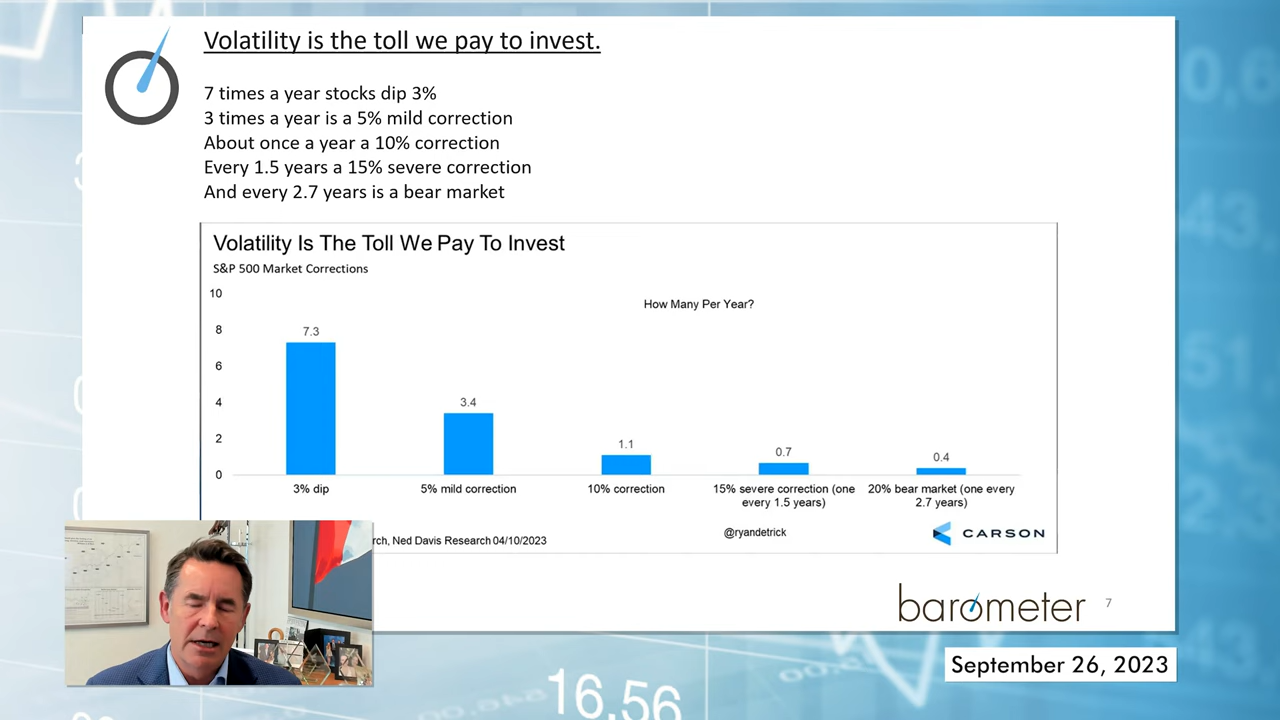 Volatility is the toll we pay to invest.
7 times a year stocks dip 3%
3 times a year is a 5% mild correction
About once a year a 10% correction
Every 1.5 years a 15% severe correction
And every 2.7 years is a bear market
Volatility Is The Toll We Pay To Invest
S&P 500 Market Corrections
How Many Per Year?
10
8
6
4
2
0
7.3
3.4
1.1
0.7
0.4
3% dip
5% mild correction
10% correction
15% severe correction (one
every 1.5 years)
20% bear market (one every
2.7 years)
Ned Davis Research 04/10/2023
@ryandetrick
CARSON
barometer
7
September 26, 2023
16,56